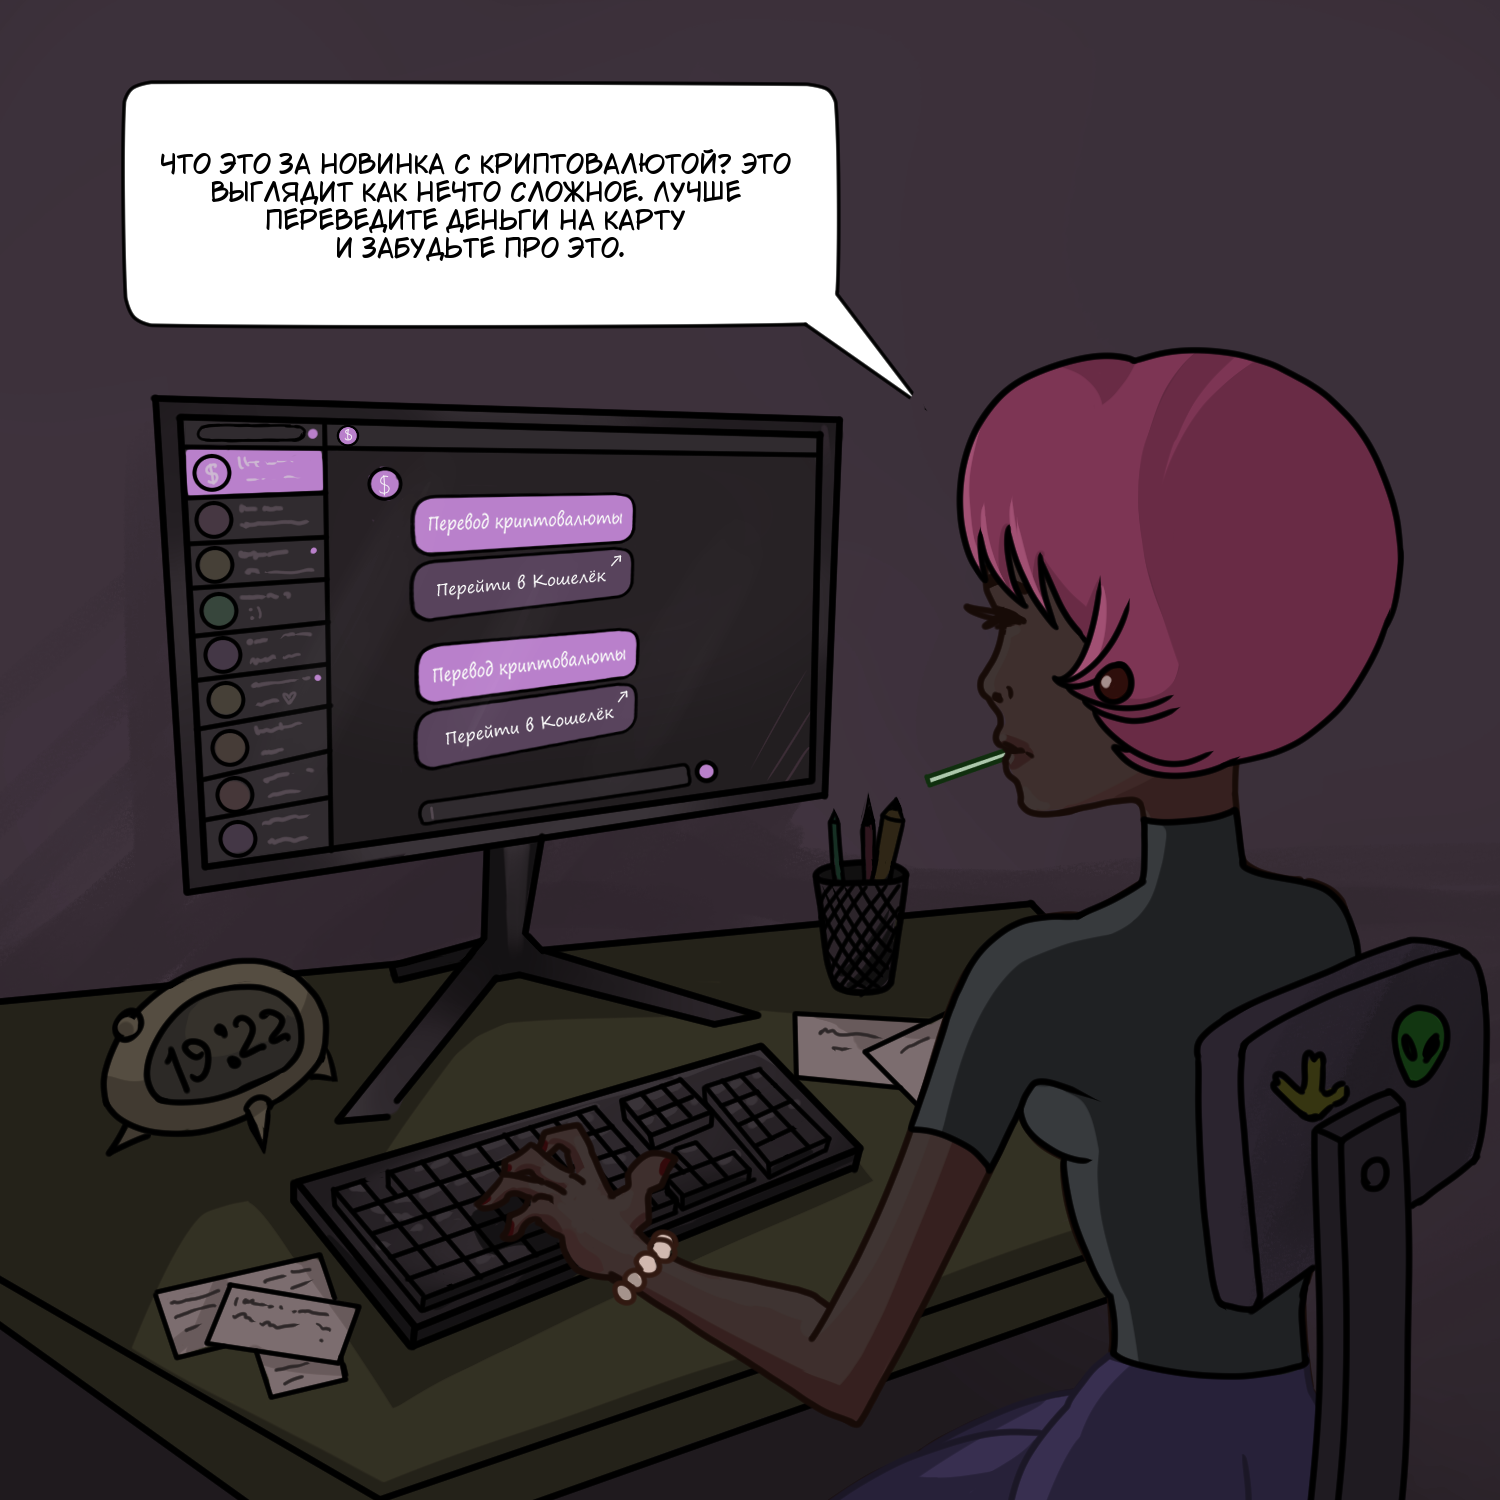 ЧТО ЭТО ЗА НОВИНКА С КРИПТОВАЛЮТОЙ? ЭТО
ВЫГЛЯДИТ КАК НЕЧТО СЛОЖНОЕ. ЛУЧШЕ
ПЕРЕВЕДИТЕ ДЕНЬГИ НА КАРТУ
И ЗАБУДЬТЕ ПРО ЭТО.
$
$
$
Перевод криптовалюты
Перейти в Кошелёк
:)
Перевод криптовалюты
Перейти в Кошелёк
19:22